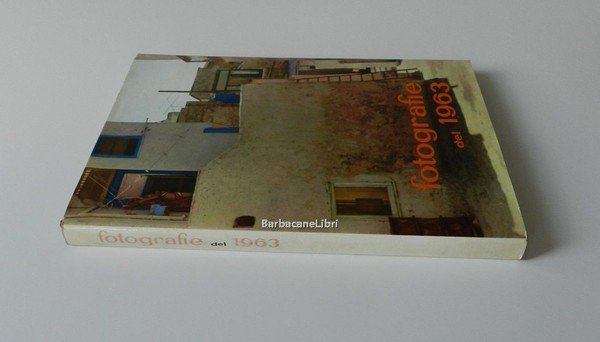 fotografie
del 1963
BarbacaneLibri
fotografie del 1963